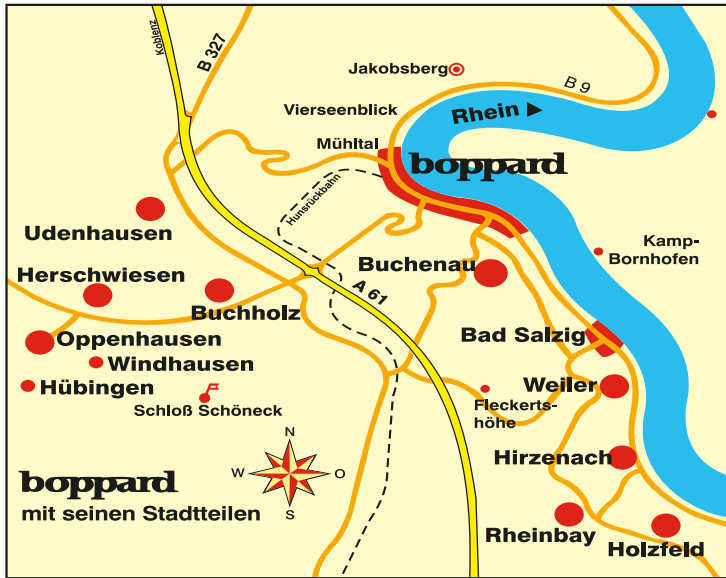 Koblenz
B 327
Jakobsberg
B 9
Vierseenblick
Rhein
Mühltal
boppard
Hunsrückbahn
Udenhausen
Kamp-
Bornhofen
Herschwiesen
Buchenau
Buchholz
A 61
Oppenhausen
Bad Salzig
Windhausen
Hübingen
Weiler
Schloß Schöneck
Fleckerts-
höhe
N
W
O
S
Hirzenach
boppard
mit seinen Stadtteilen
Rheinbay
Holzfeld